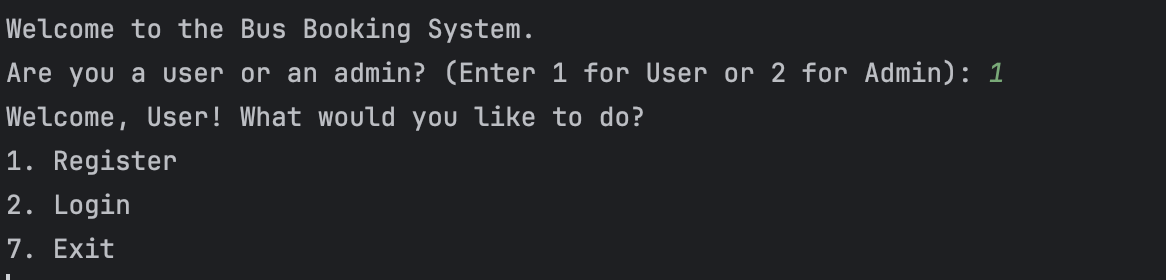 Welcome to the Bus Booking System.
Are you a user or an admin? (Enter 1 for User or 2 for Admin): 1
Welcome, User! What would you like to do?
1. Register
2. Login
7. Exit